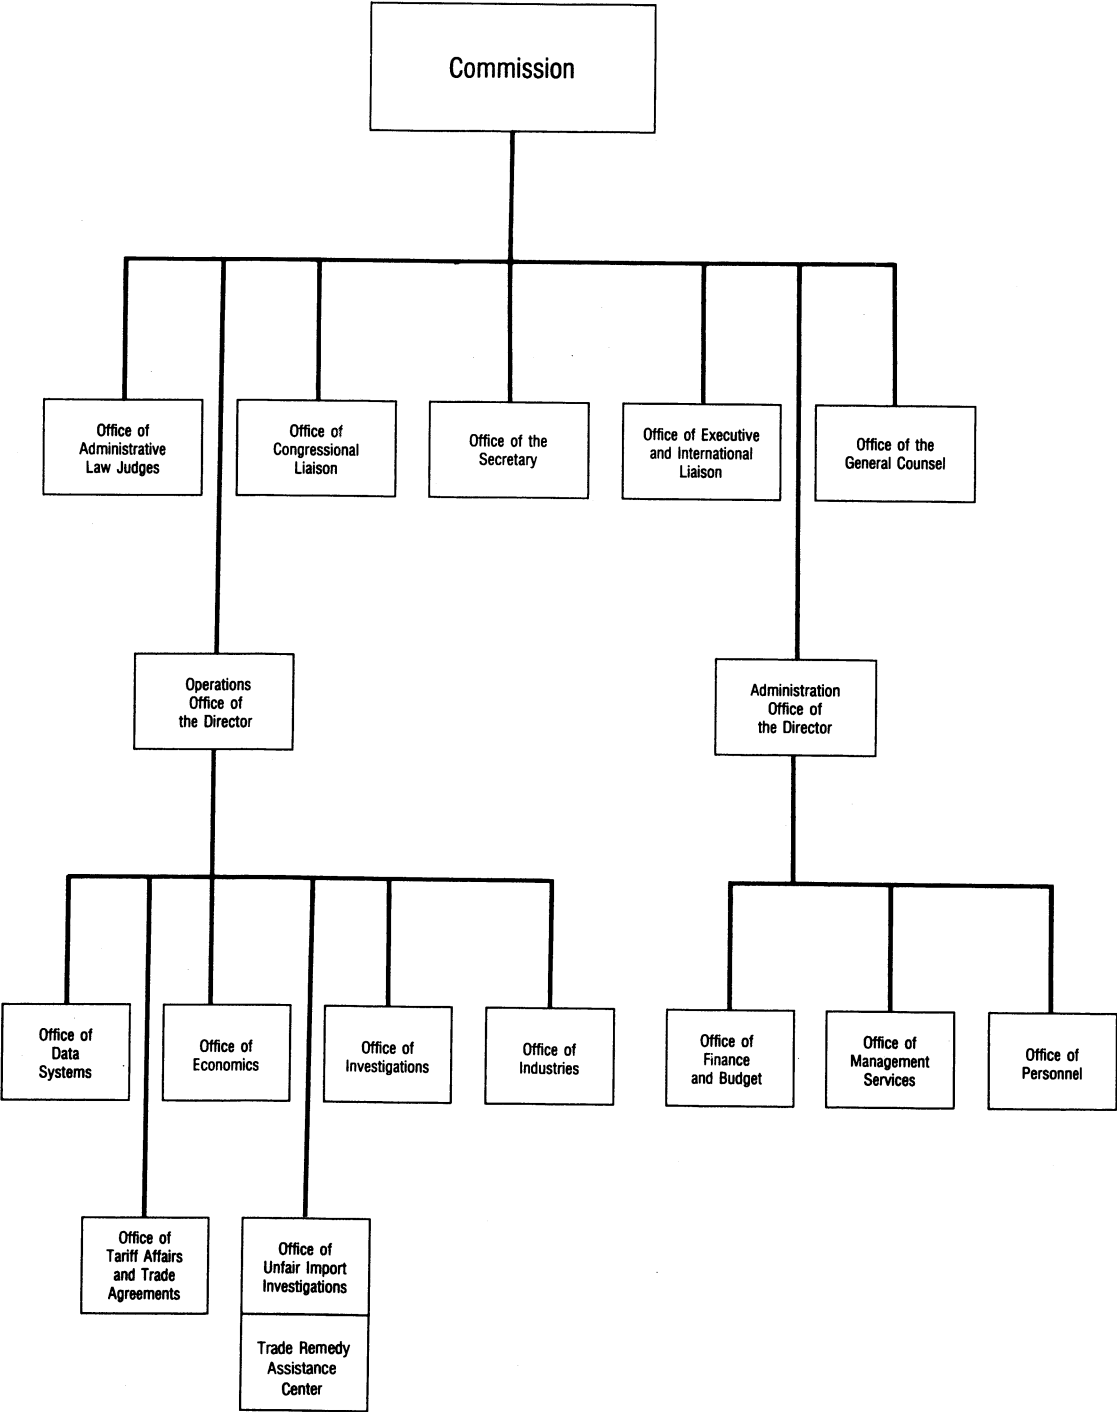 Commission
Office of
Administrative
Law Judges
Office of
Congressional
Liaison
Office of the
Secretary
Office of Executive
and International
Liaison
Office of the
General Counsel
Operations
Office of
the Director
Administration
Office of
the Director
Office of
Data
Systems
Office of
Economics
Office of
Investigations
Office of
Industries
Office of
Finance
and Budget
Office of
Management
Services
Office of
Personnel
Office of
Tariff Affairs
and Trade
Agreements
Office of
Unfair Import
Investigations
Trade Remedy
Assistance
Center